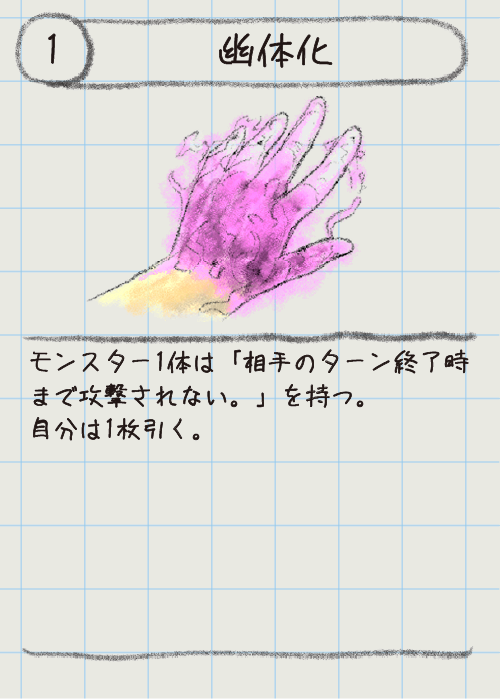 1
幽体化
モンスター1体は「相手のターン終了時
まで攻撃されない。」を持つ。
自分は1枚引く。